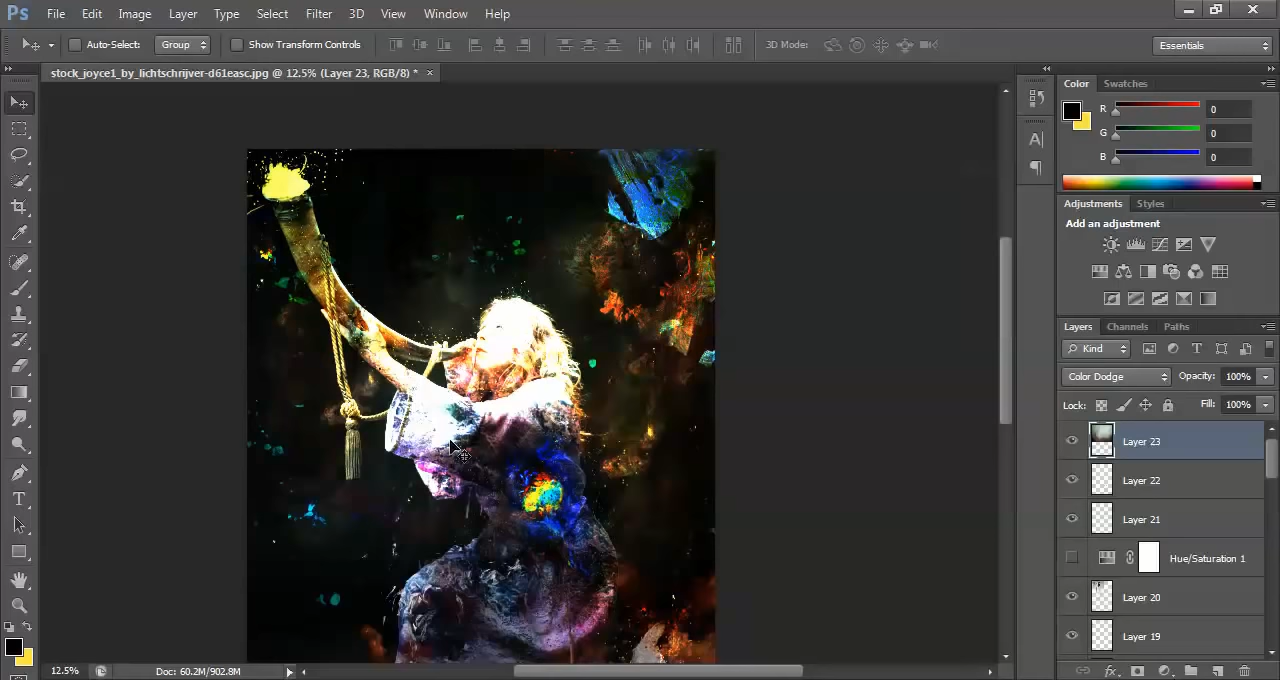 Ps File Edit Image Layer Type Select Filter 3D View Window Help
Auto-Select: Group Show Transform Controls 3D Mode: Essentials
stock_joyce1_by_lichtschrijver-d61easc.jpg @ 12.5% (Layer 23, RGB/8) *
Color Swatches
R 0
G 0
B 0
Adjustments Styles
Add an adjustment
Layers Channels Paths
Kind
Color Dodge Opacity: 100%
Lock: Fill: 100%
Layer 23
Layer 22
Layer 21
Hue/Saturation 1
Layer 20
Layer 19
12.5% Doc: 60.2M/902.8M